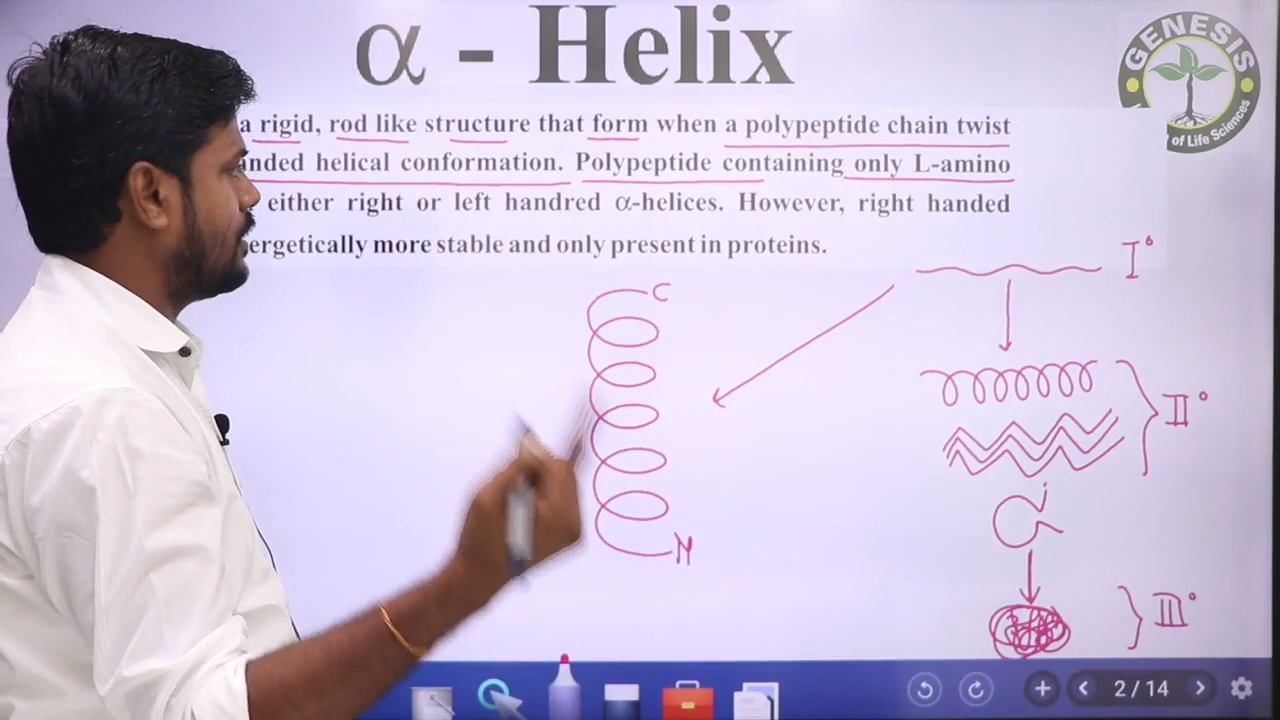 α - Helix
GENESIS
of Life Sciences
a rigid, rod like structure that form when a polypeptide chain twist
helical conformation. Polypeptide containing only L-amino
either right or left handred α-helices. However, right handed
more stable and only present in proteins.
I°
C
II°
N
III°
2 / 14